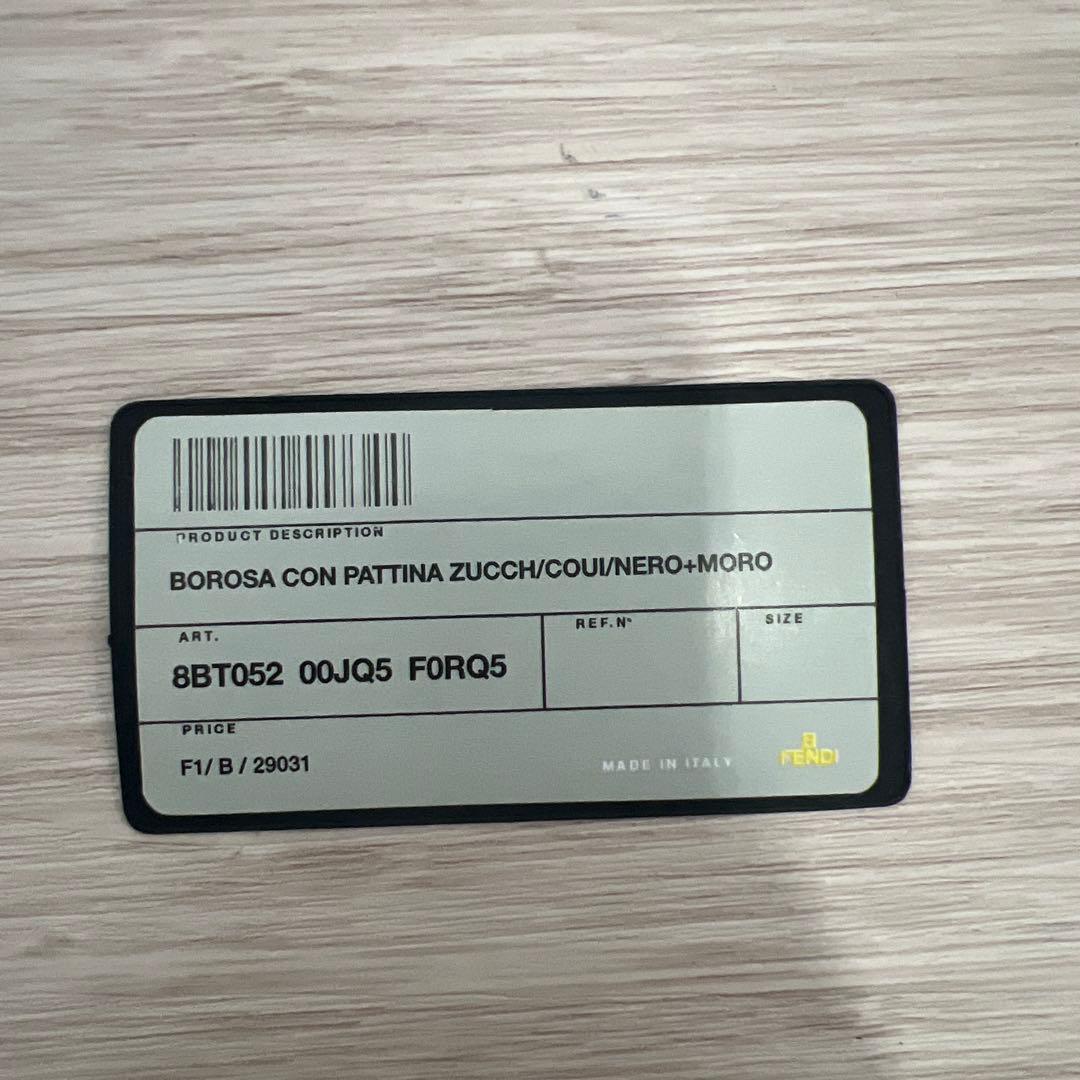 PRODUCT DESCRIPTION
BOROSA CON PATTINA ZUCCH/COUI/NERO+MORO
ART.
8BT052 00JQ5 F0RQ5
REF.N°
SIZE
PRICE
F1/ B / 29031
MADE IN ITALY
FENDI